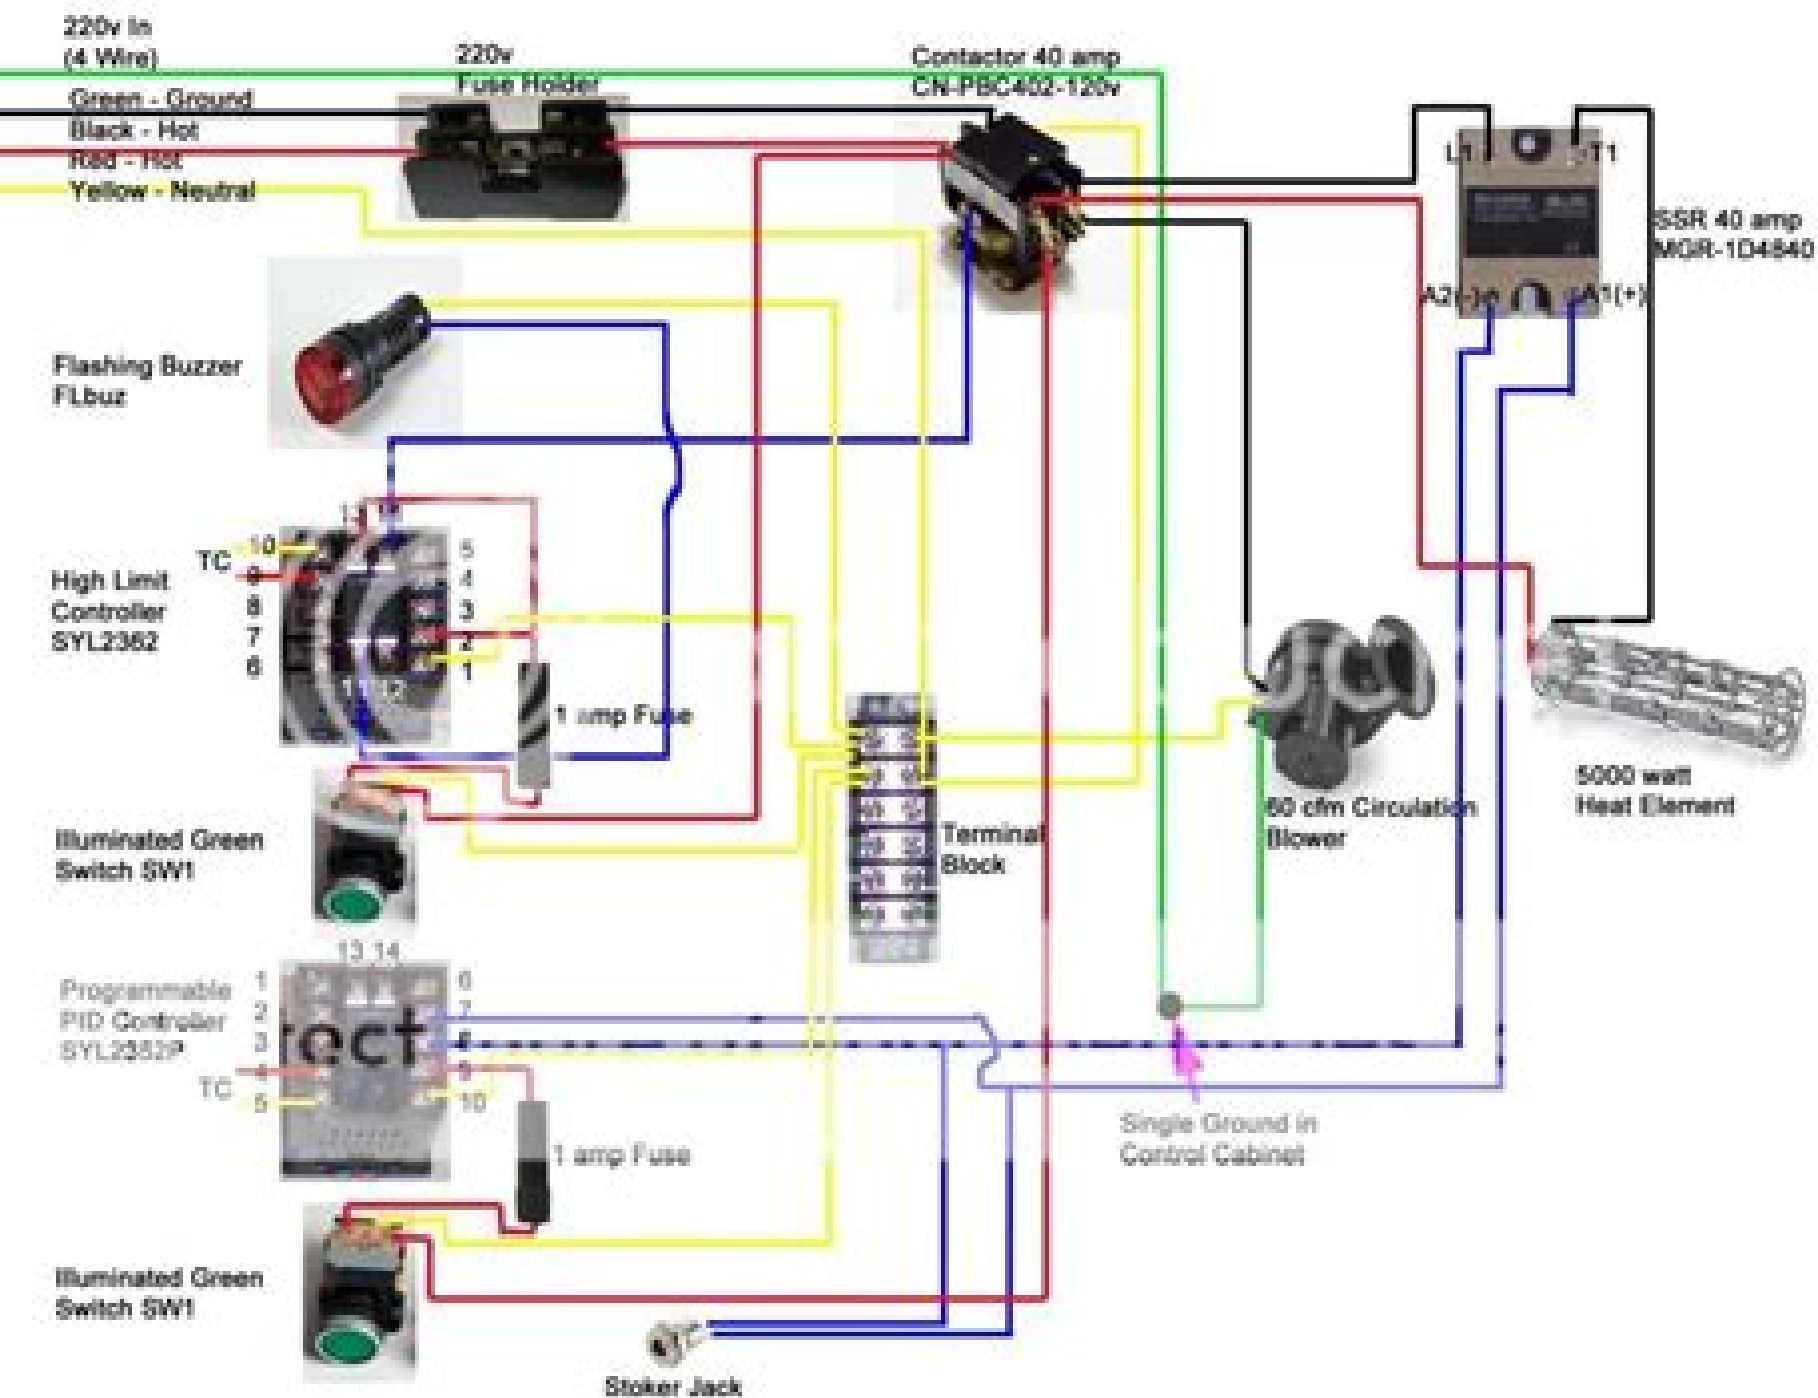 220v In
(4 Wire)
Green - Ground
Black - Hot
Red - Hot
Yellow - Neutral
220v
Fuse Holder
Contactor 40 amp
CN-PBC402-120v
L1
T1
SSR 40 amp
MGR-1D4840
A2(-)
A1(+)
Flashing Buzzer
FLbuz
13 14
TC
10
9
8
7
6
5
4
3
2
1
High Limit
Controller
SYL2362
11 12
1 amp Fuse
Illuminated Green
Switch SW1
Terminal
Block
60 cfm Circulation
Blower
5000 watt
Heat Element
13 14
Programmable
PID Controller
SYL2352P
1
2
3
4
5
TC
ect
6
7
8
9
10
1 amp Fuse
Single Ground in
Control Cabinet
Illuminated Green
Switch SW1
Stoker Jack